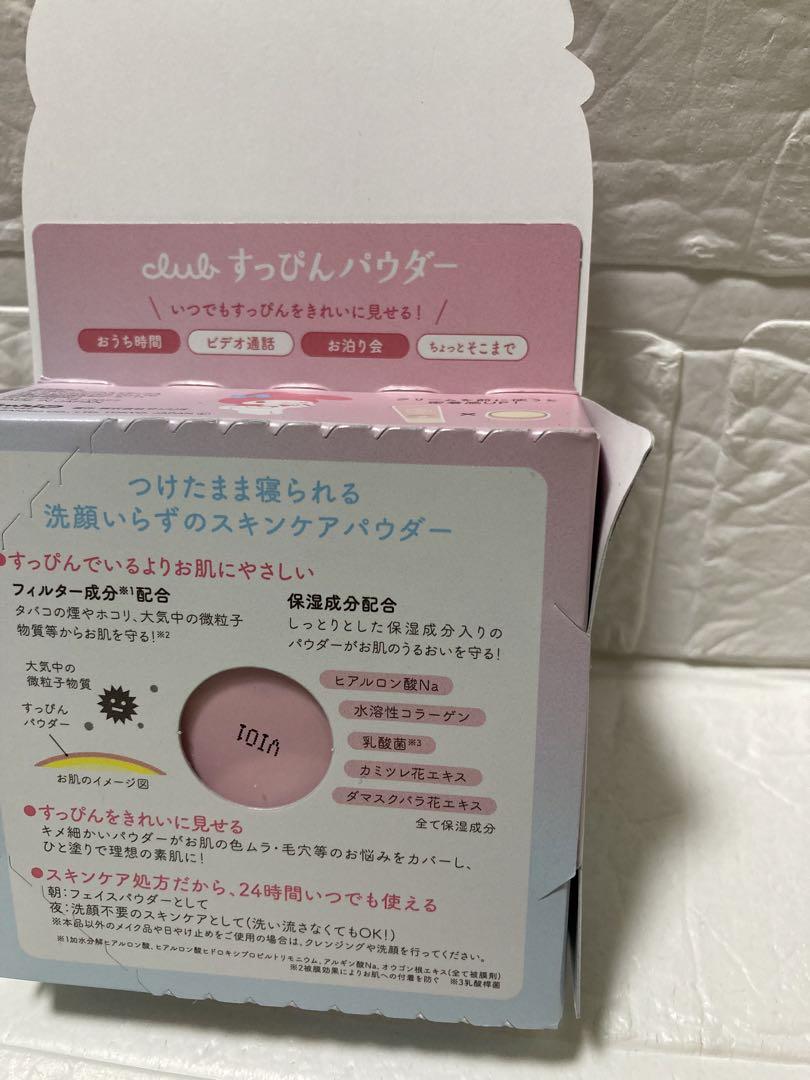 club すっぴんパウダー
いつでもすっぴんをきれいに見せる!
おうち時間 ビデオ通話 お泊り会 ちょっとそこまで
つけたまま寝られる
洗顔いらずのスキンケアパウダー
●すっぴんでいるよりお肌にやさしい
フィルター成分※1配合
タバコの煙やホコリ、大気中の微粒子
物質等からお肌を守る!※2
保湿成分配合
しっとりとした保湿成分入りの
パウダーがお肌のうるおいを守る!
大気中の
微粒子物質
すっぴん
パウダー
お肌のイメージ図
ヒアルロン酸Na
水溶性コラーゲン
乳酸菌※3
カミツレ花エキス
ダマスクバラ花エキス
全て保湿成分
●すっぴんをきれいに見せる
キメ細かいパウダーがお肌の色ムラ・毛穴等のお悩みをカバーし、
ひと塗りで理想の素肌に!
●スキンケア処方だから、24時間いつでも使える
朝:フェイスパウダーとして
夜:洗顔不要のスキンケアとして(洗い流さなくてもOK!)
※本品以外のメイク品や日やけ止めをご使用の場合は、クレンジングや洗顔を行ってください。
※1加水分解ヒアルロン酸、ヒアルロン酸ヒドロキシプロピルトリモニウム、アルギン酸Na、オウゴン根エキス(全て被膜剤)
※2被膜効果によりお肌への付着を防ぐ ※3乳酸桿菌